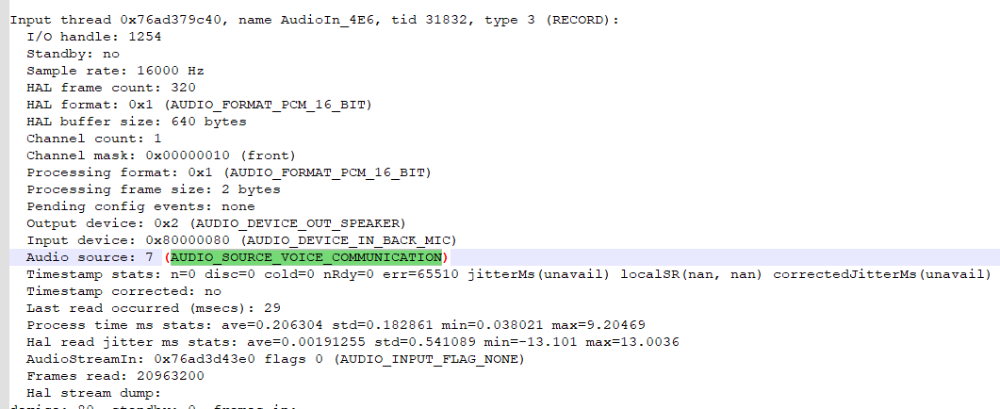 Input thread 0x76ad379c40, name AudioIn_4E6, tid 31832, type 3 (RECORD):
I/O handle: 1254
Standby: no
Sample rate: 16000 Hz
HAL frame count: 320
HAL format: 0x1 (AUDIO_FORMAT_PCM_16_BIT)
HAL buffer size: 640 bytes
Channel count: 1
Channel mask: 0x00000010 (front)
Processing format: 0x1 (AUDIO_FORMAT_PCM_16_BIT)
Processing frame size: 2 bytes
Pending config events: none
Output device: 0x2 (AUDIO_DEVICE_OUT_SPEAKER)
Input device: 0x80000080 (AUDIO_DEVICE_IN_BACK_MIC)
Audio source: 7 (AUDIO_SOURCE_VOICE_COMMUNICATION)
Timestamp stats: n=0 disc=0 cold=0 nRdy=0 err=65510 jitterMs(unavail) localSR(nan, nan) correctedJitterMs(unavail)
Timestamp corrected: no
Last read occurred (msecs): 29
Process time ms stats: ave=0.206304 std=0.182861 min=0.038021 max=9.20469
Hal read jitter ms stats: ave=0.00191255 std=0.541089 min=-13.101 max=13.0036
AudioStreamIn: 0x76ad3d43e0 flags 0 (AUDIO_INPUT_FLAG_NONE)
Frames read: 20963200
Hal stream dump: